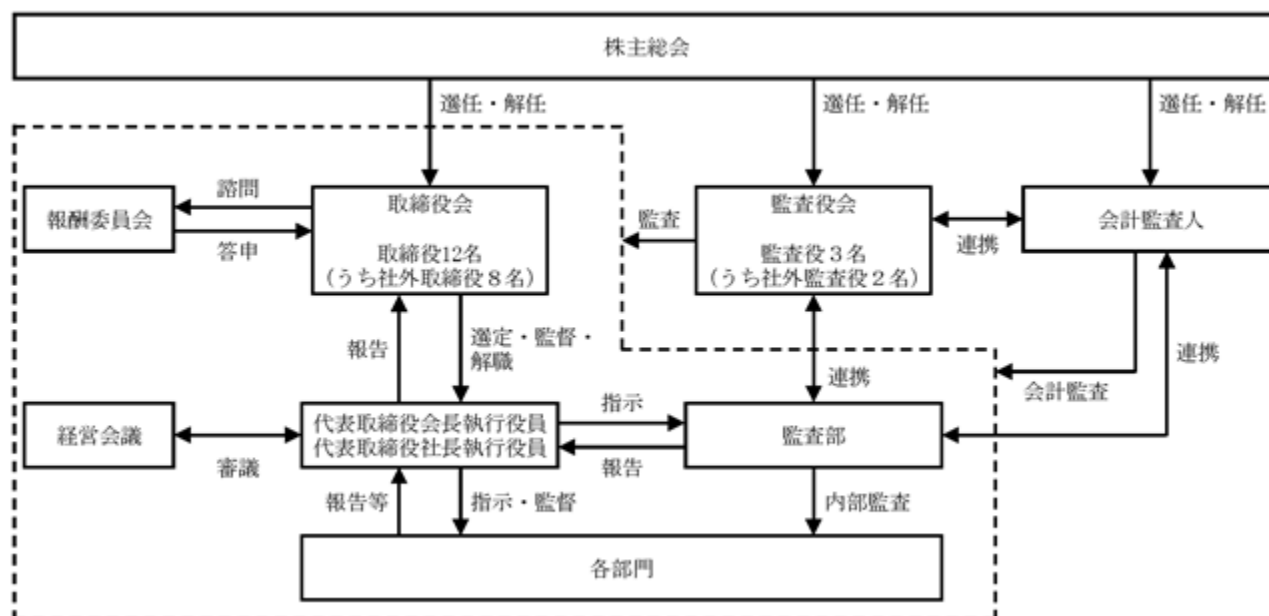 株主総会
選任・解任
選任・解任
選任・解任
報酬委員会
諮問
答申
取締役会
取締役12名
(うち社外取締役８名)
監査
監査役会
監査役３名
(うち社外監査役２名)
連携
会計監査人
報告
選定・監督・
解職
連携
会計監査
連携
経営会議
審議
代表取締役会長執行役員
代表取締役社長執行役員
指示
報告
監査部
報告等
指示・監督
内部監査
各部門